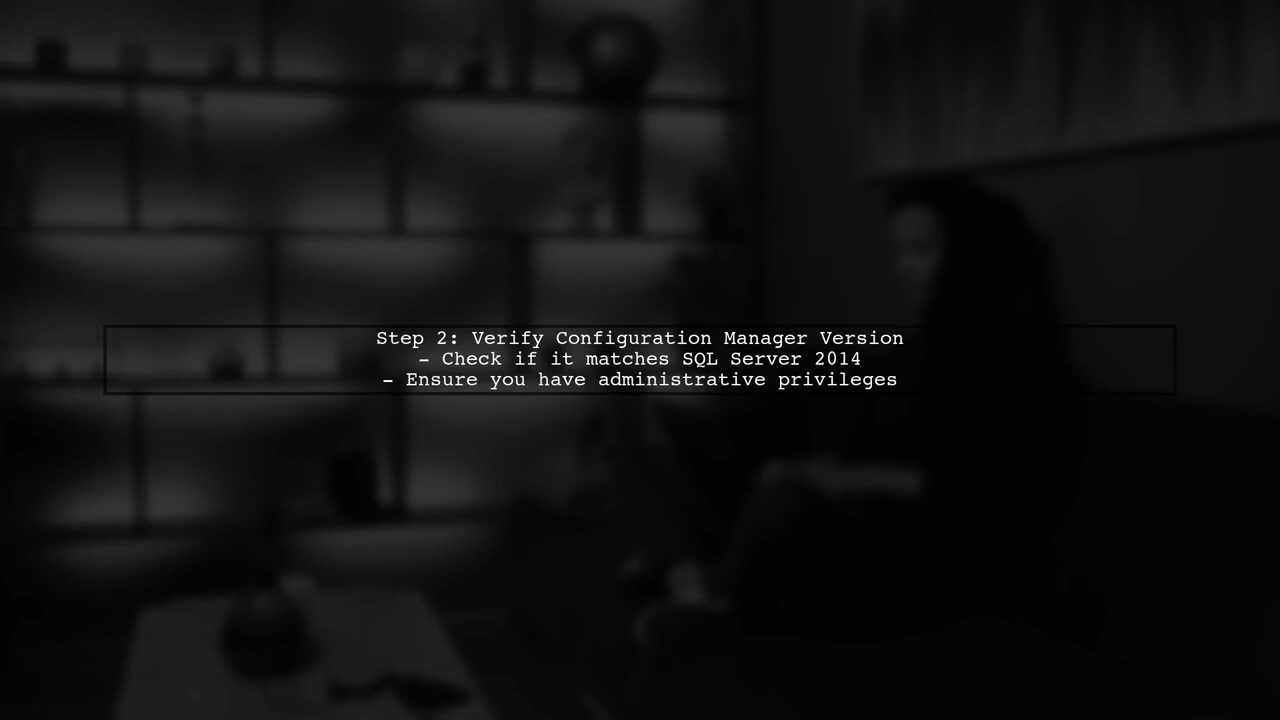 Step 2: Verify Configuration Manager Version
- Check if it matches SQL Server 2014
- Ensure you have administrative privileges